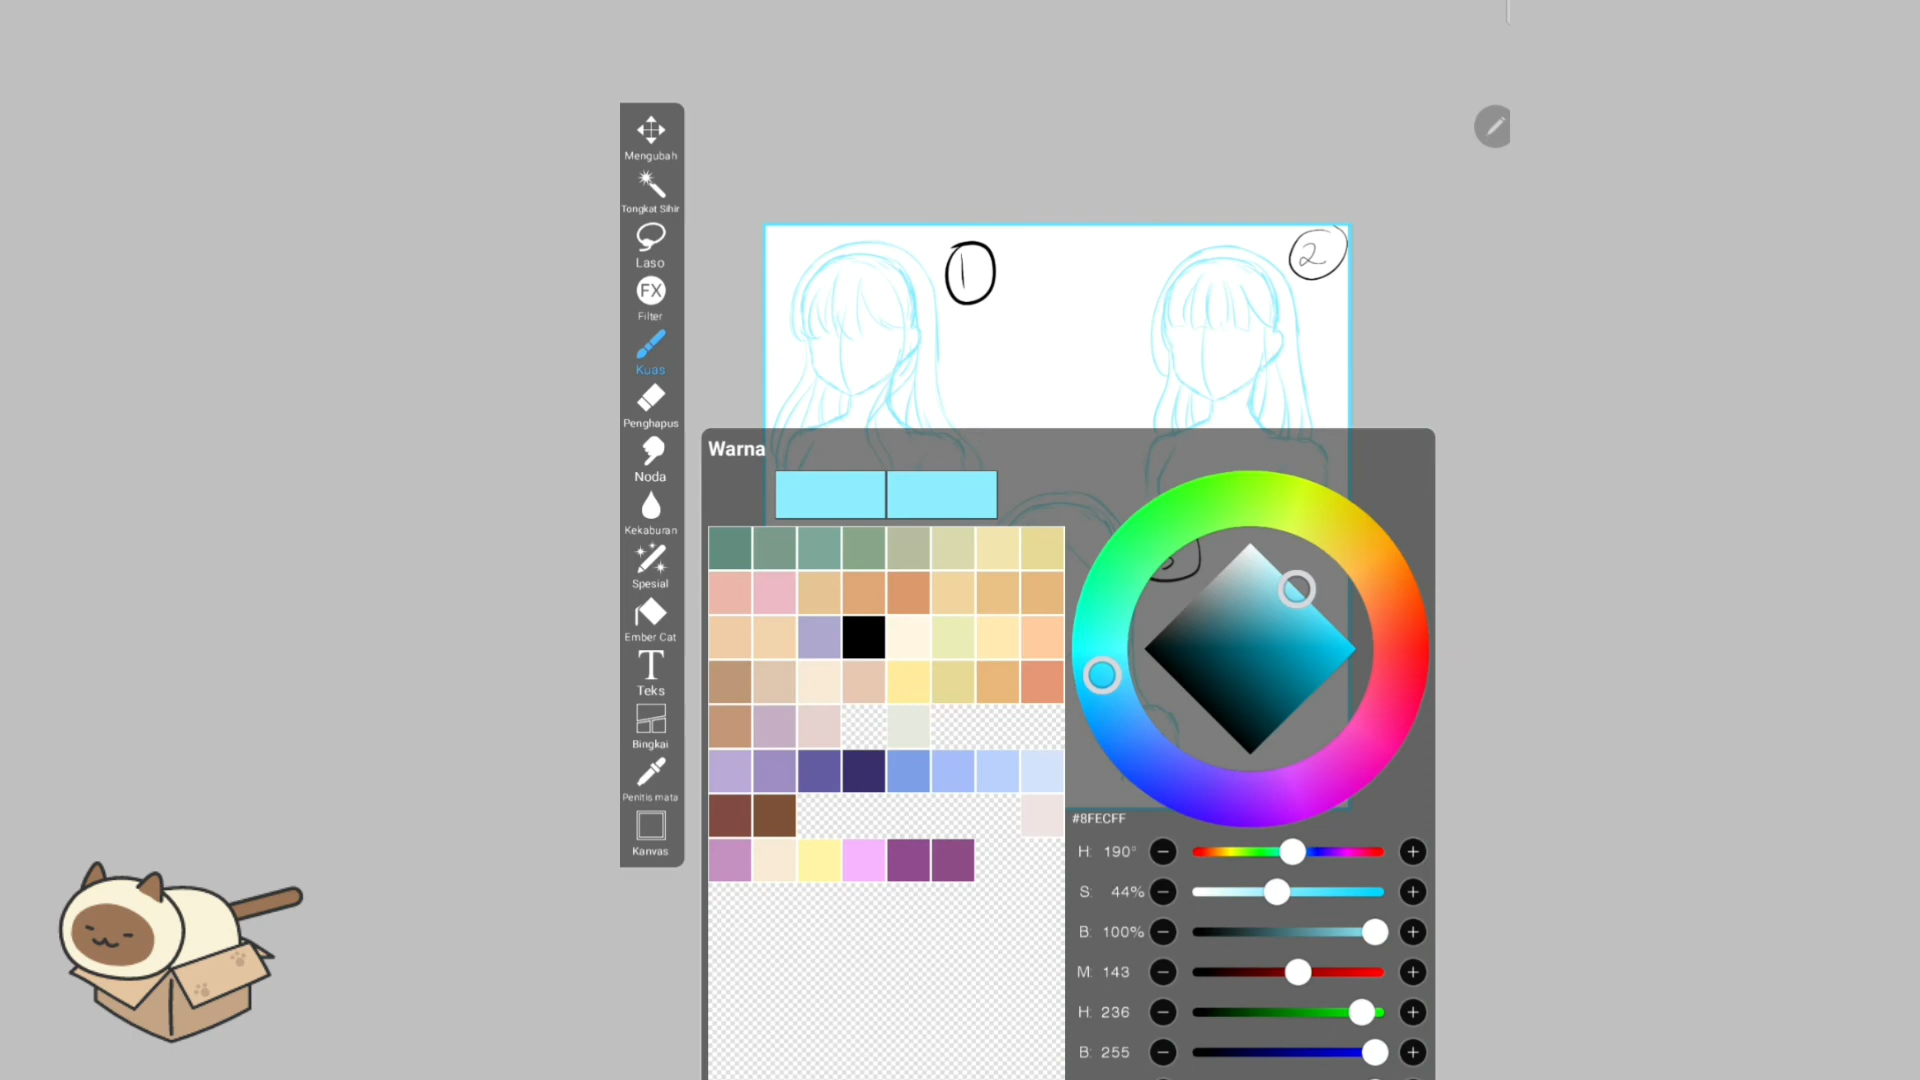 Mengubah
Tongkat Sihir
Laso
FX
Filter
Kuas
Penghapus
Noda
Kekaburan
Spesial
Ember Cat
T
Teks
Bingkai
Penitis mata
Kanvas
1
2
Warna
3
#8FECFF
H: 190°
S: 44%
B: 100%
M: 143
H: 236
B: 255